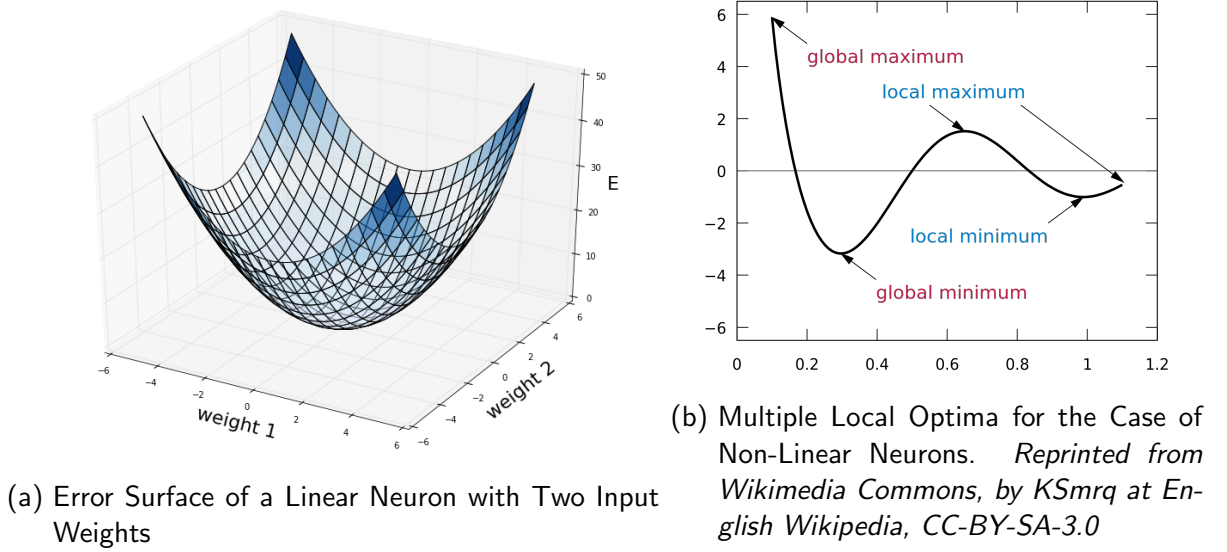 50
40
30
20
10
0
E
6
4
2
0
−2
−4
−6
weight 2
−6
−4
−2
0
2
4
6
weight 1
(a) Error Surface of a Linear Neuron with Two Input
Weights
6
4
2
0
−2
−4
−6
global maximum
local maximum
local minimum
global minimum
0
0.2
0.4
0.6
0.8
1
1.2
(b) Multiple Local Optima for the Case of
Non-Linear Neurons. Reprinted from
Wikimedia Commons, by KSmrq at En-
glish Wikipedia, CC-BY-SA-3.0